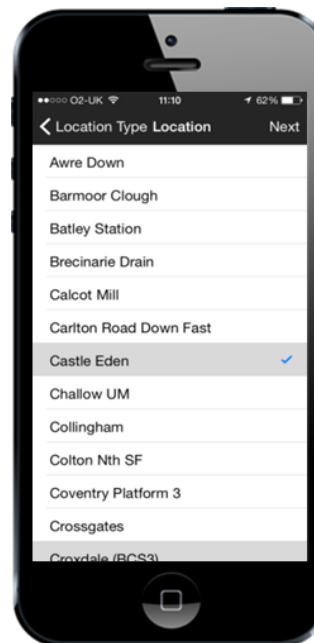 O2-UK 11:10 62%
Location Type Location Next
Awre Down
Barmoor Clough
Batley Station
Brecinarie Drain
Calcot Mill
Carlton Road Down Fast
Castle Eden
Challow UM
Collingham
Colton Nth SF
Coventry Platform 3
Crossgates
Croxdale (BCS3)